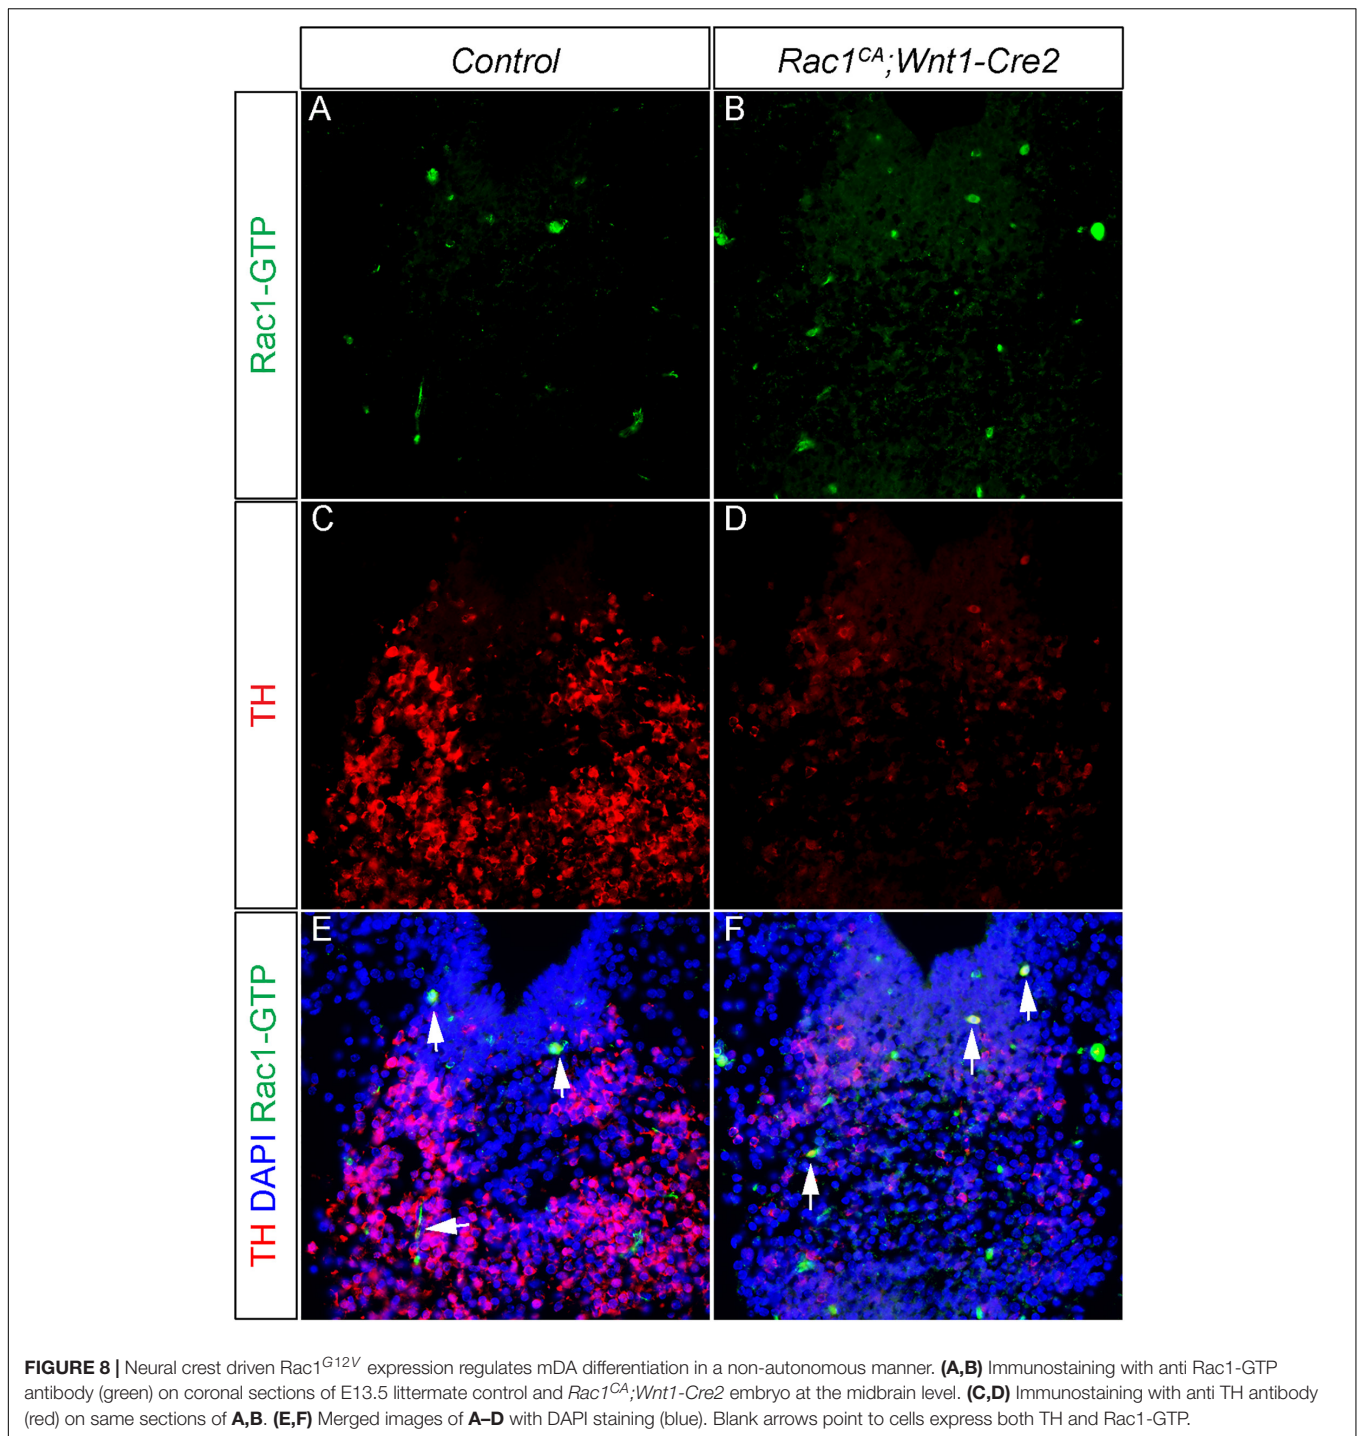 Control
Rac1CA;Wnt1-Cre2
Rac1-GTP
A
B
TH
C
D
TH DAPI Rac1-GTP
E
F
FIGURE 8 | Neural crest driven Rac1G12V expression regulates mDA differentiation in a non-autonomous manner. (A,B) Immunostaining with anti Rac1-GTP
antibody (green) on coronal sections of E13.5 littermate control and Rac1CA;Wnt1-Cre2 embryo at the midbrain level. (C,D) Immunostaining with anti TH antibody
(red) on same sections of A,B. (E,F) Merged images of A–D with DAPI staining (blue). Blank arrows point to cells express both TH and Rac1-GTP.